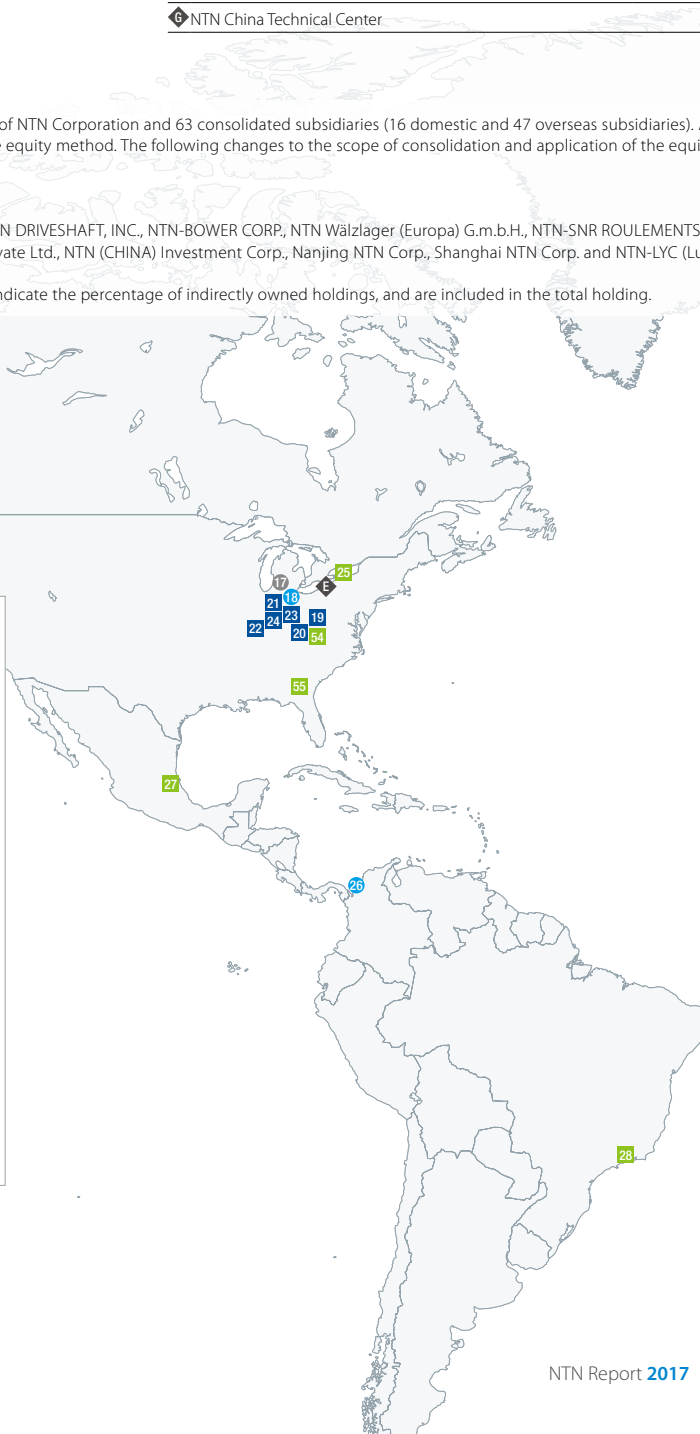 G NTN China Technical Center
of NTN Corporation and 63 consolidated subsidiaries (16 domestic and 47 overseas subsidiaries).
equity method. The following changes to the scope of consolidation and application of the equi
N DRIVESHAFT, INC., NTN-BOWER CORP., NTN Wälzlager (Europa) G.m.b.H., NTN-SNR ROULEMENTS
vate Ltd., NTN (CHINA) Investment Corp., Nanjing NTN Corp., Shanghai NTN Corp. and NTN-LYC (Lu
ndicate the percentage of indirectly owned holdings, and are included in the total holding.
25
17
E
18
21
23
19
24
22
20
54
55
27
26
28
NTN Report 2017